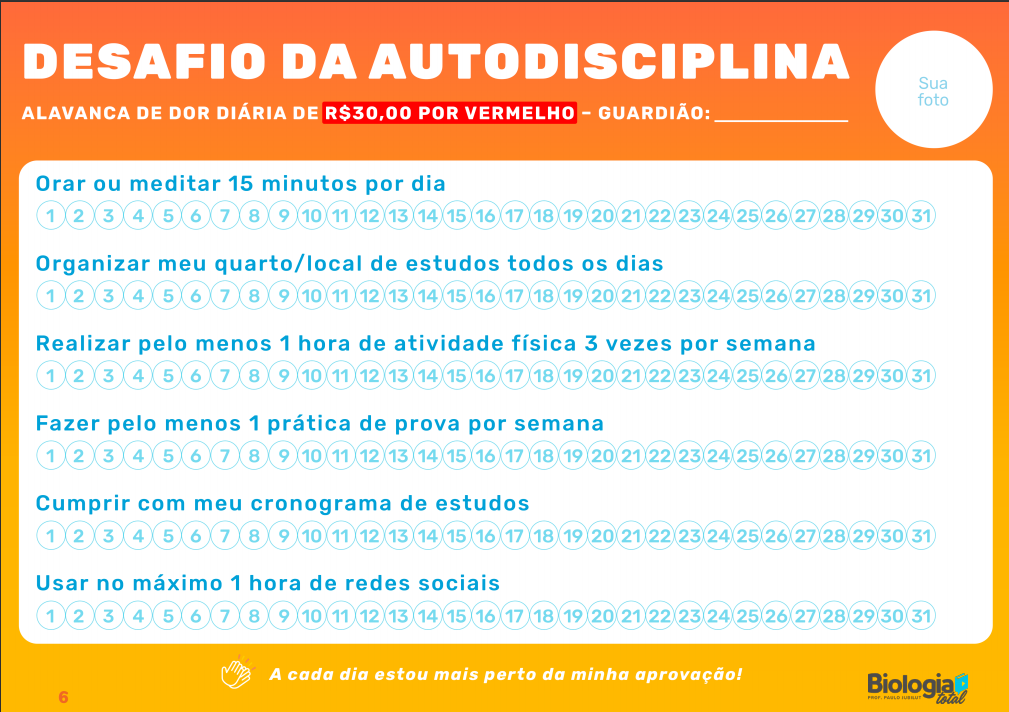 DESAFIO DA AUTODISCIPLINA
ALAVANCA DE DOR DIÁRIA DE R$30,00 POR VERMELHO – GUARDIÃO: ____________
Sua
foto
Orar ou meditar 15 minutos por dia
1 2 3 4 5 6 7 8 9 10 11 12 13 14 15 16 17 18 19 20 21 22 23 24 25 26 27 28 29 30 31
Organizar meu quarto/local de estudos todos os dias
1 2 3 4 5 6 7 8 9 10 11 12 13 14 15 16 17 18 19 20 21 22 23 24 25 26 27 28 29 30 31
Realizar pelo menos 1 hora de atividade física 3 vezes por semana
1 2 3 4 5 6 7 8 9 10 11 12 13 14 15 16 17 18 19 20 21 22 23 24 25 26 27 28 29 30 31
Fazer pelo menos 1 prática de prova por semana
1 2 3 4 5 6 7 8 9 10 11 12 13 14 15 16 17 18 19 20 21 22 23 24 25 26 27 28 29 30 31
Cumprir com meu cronograma de estudos
1 2 3 4 5 6 7 8 9 10 11 12 13 14 15 16 17 18 19 20 21 22 23 24 25 26 27 28 29 30 31
Usar no máximo 1 hora de redes sociais
1 2 3 4 5 6 7 8 9 10 11 12 13 14 15 16 17 18 19 20 21 22 23 24 25 26 27 28 29 30 31
A cada dia estou mais perto da minha aprovação!
6
Biologia
PROF. PAULO JUBILUT
total